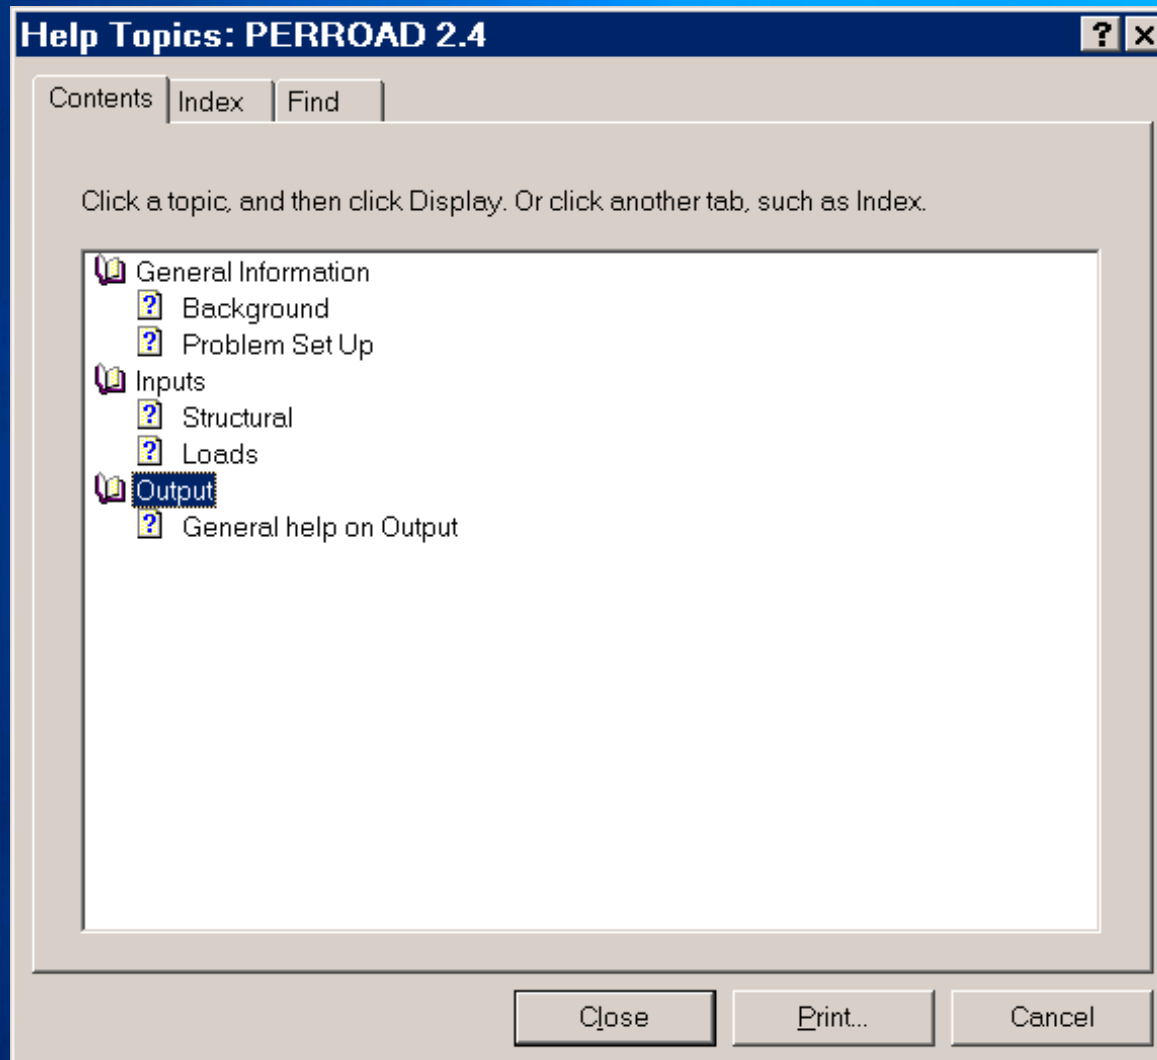 Help Topics: PERROAD 2.4
Contents Index Find
Click a topic, and then click Display. Or click another tab, such as Index.
General Information
Background
Problem Set Up
Inputs
Structural
Loads
Output
General help on Output
Close Print... Cancel